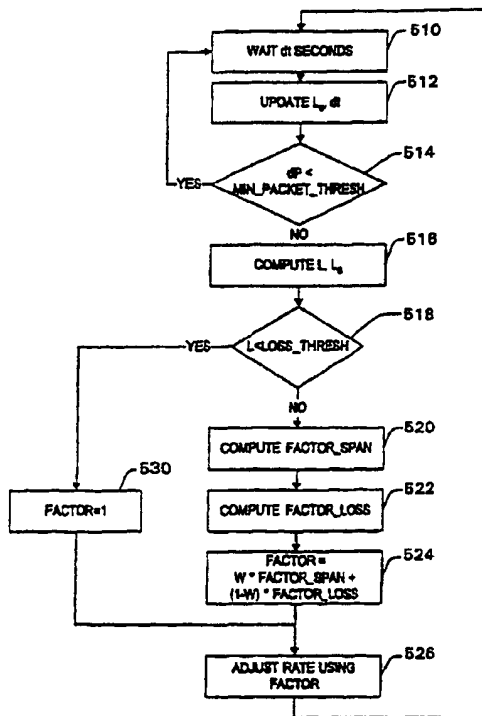 510
WAIT dt SECONDS
512
UPDATE L₀, dt
514
dP <
MIN_PACKET_THRESH
YES
NO
516
COMPUTE L, Lₛ
518
L<LOSS_THRESH
YES
NO
520
COMPUTE FACTOR_SPAN
530
FACTOR=1
522
COMPUTE FACTOR_LOSS
524
FACTOR =
W * FACTOR_SPAN +
(1-W) * FACTOR_LOSS
526
ADJUST RATE USING
FACTOR